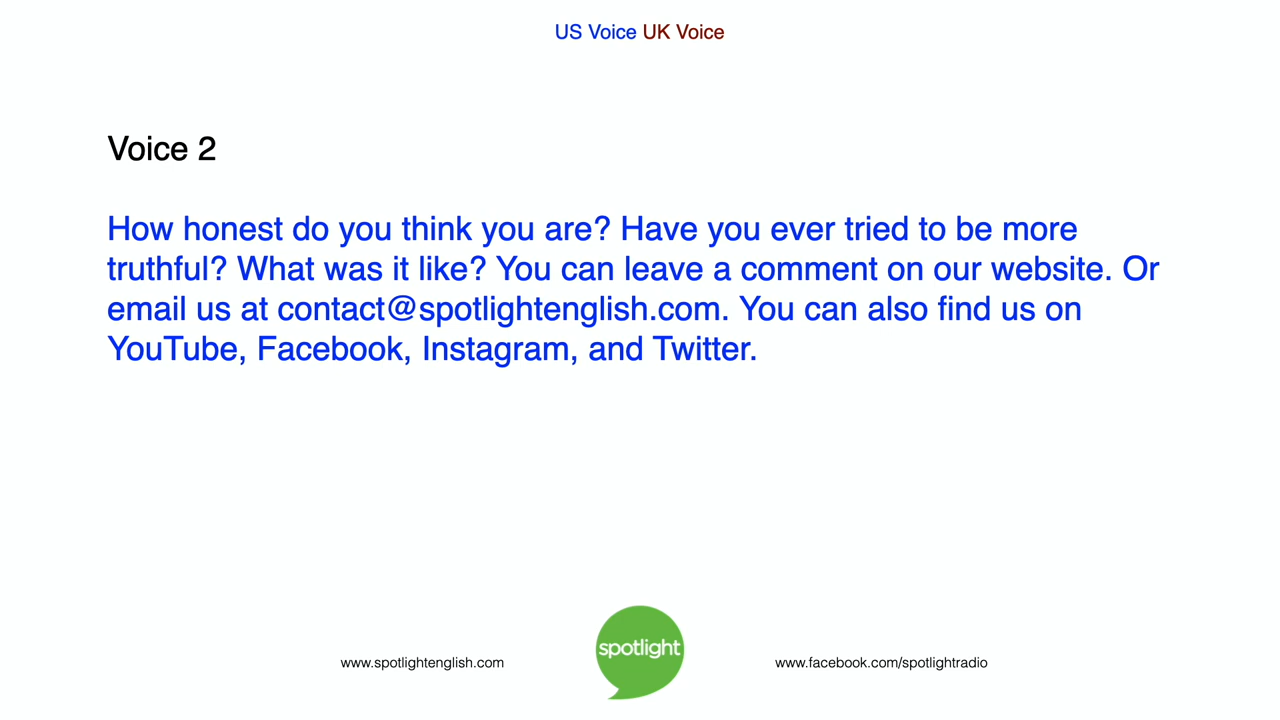 US Voice UK Voice
Voice 2
How honest do you think you are? Have you ever tried to be more
truthful? What was it like? You can leave a comment on our website. Or
email us at contact@spotlightenglish.com. You can also find us on
YouTube, Facebook, Instagram, and Twitter.
www.spotlightenglish.com
spotlight
www.facebook.com/spotlightradio